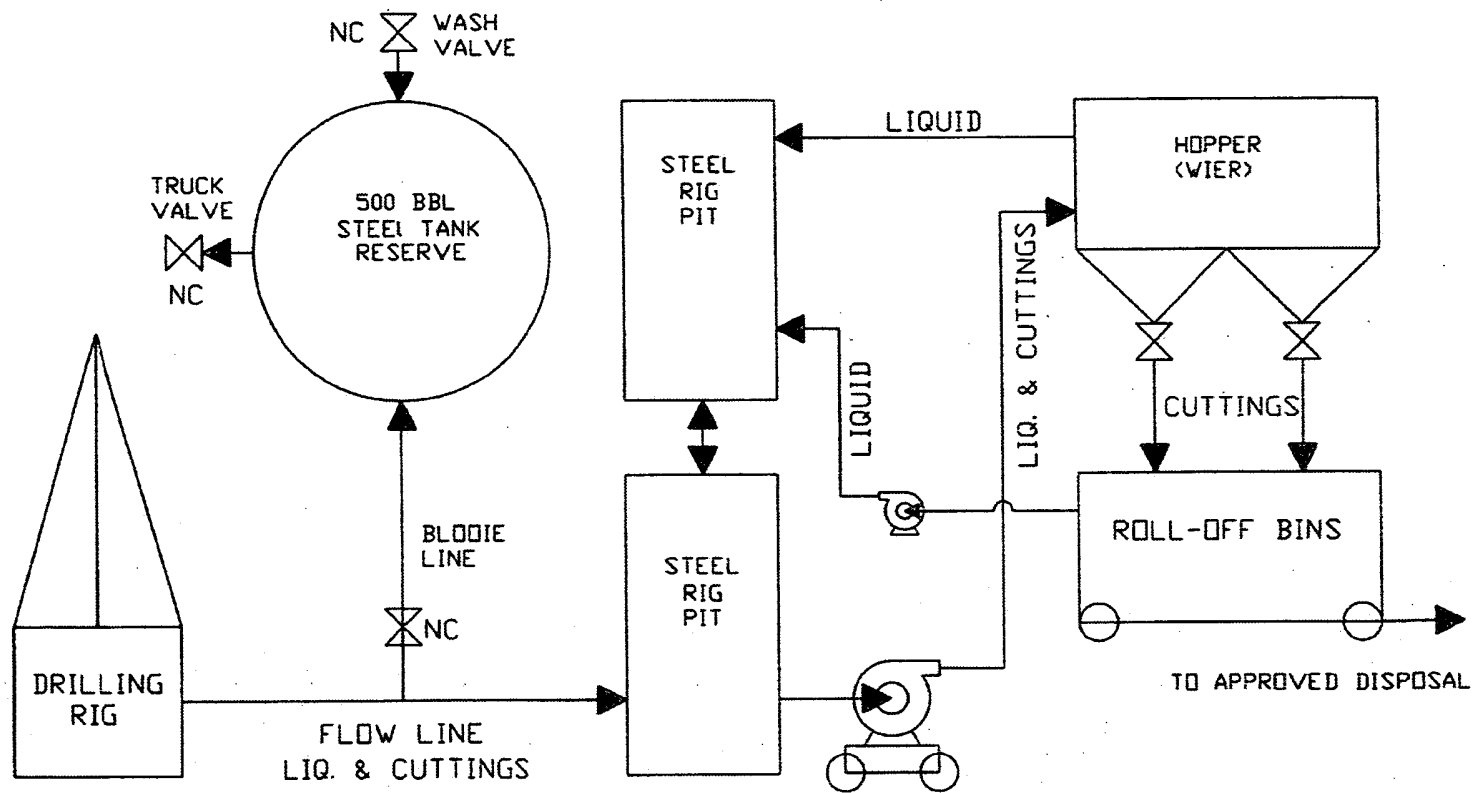 NC
WASH
VALVE
500 BBL
STEEL TANK
RESERVE
TRUCK
VALVE
NC
STEEL
RIG
PIT
LIQUID
HOPPER
(WIER)
LIQ. & CUTTINGS
LIQUID
CUTTINGS
BLOOIE
LINE
NC
STEEL
RIG
PIT
ROLL-OFF BINS
DRILLING
RIG
FLOW LINE
LIQ. & CUTTINGS
TO APPROVED DISPOSAL